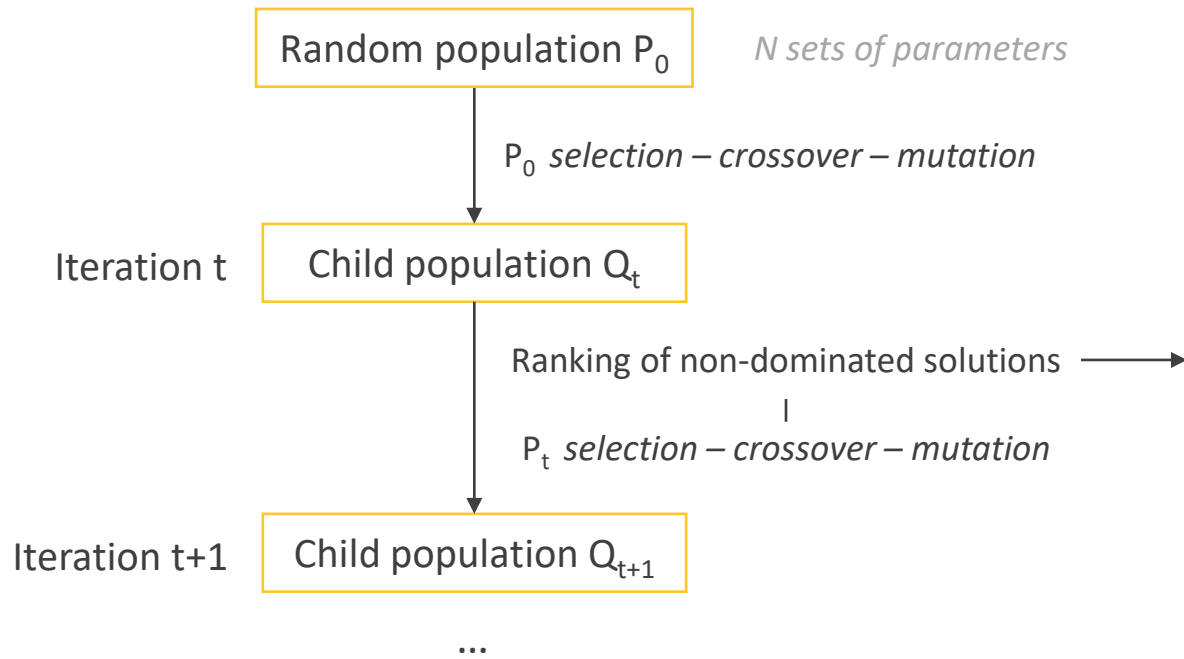 Random population P₀
N sets of parameters
P₀ selection – crossover – mutation
Iteration t
Child population Qₜ
Ranking of non-dominated solutions
Pₜ selection – crossover – mutation
Iteration t+1
Child population Qₜ₊₁
...